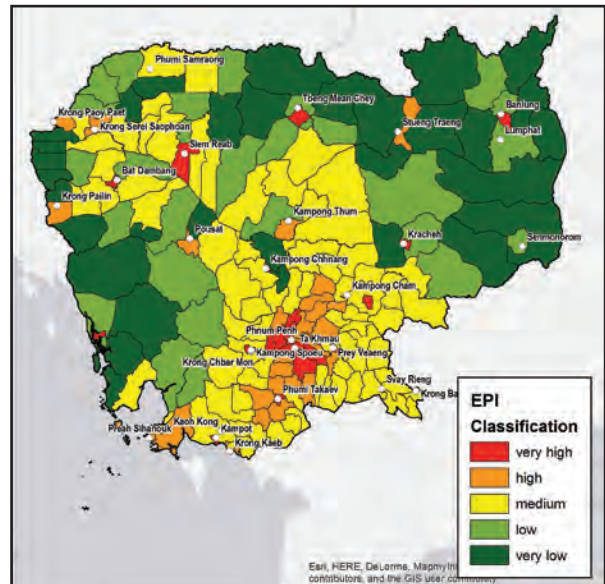 Phumi Samraong
Krong Paoy Paet
Krong Serei Saophoan
Tbeng Mean Chey
Stueng Traeng
Banlung
Lumphat
Siem Reab
Bat Dambang
Krong Pailin
Pousat
Kampong Thum
Kracheh
Senmonorom
Kampong Chhnang
Kampong Cham
Phnum Penh
Ta Khmau
Kampong Spoeu
Prey Veaeng
Krong Chbar Mon
Svay Rieng
Krong Ba
Phumi Takaev
Kaoh Kong
Preah Sihanouk
Kampot
Krong Kaeb
EPI
Classification
very high
high
medium
low
very low
Esri, HERE, DeLorme, MapmyIn
contributors, and the GIS user community